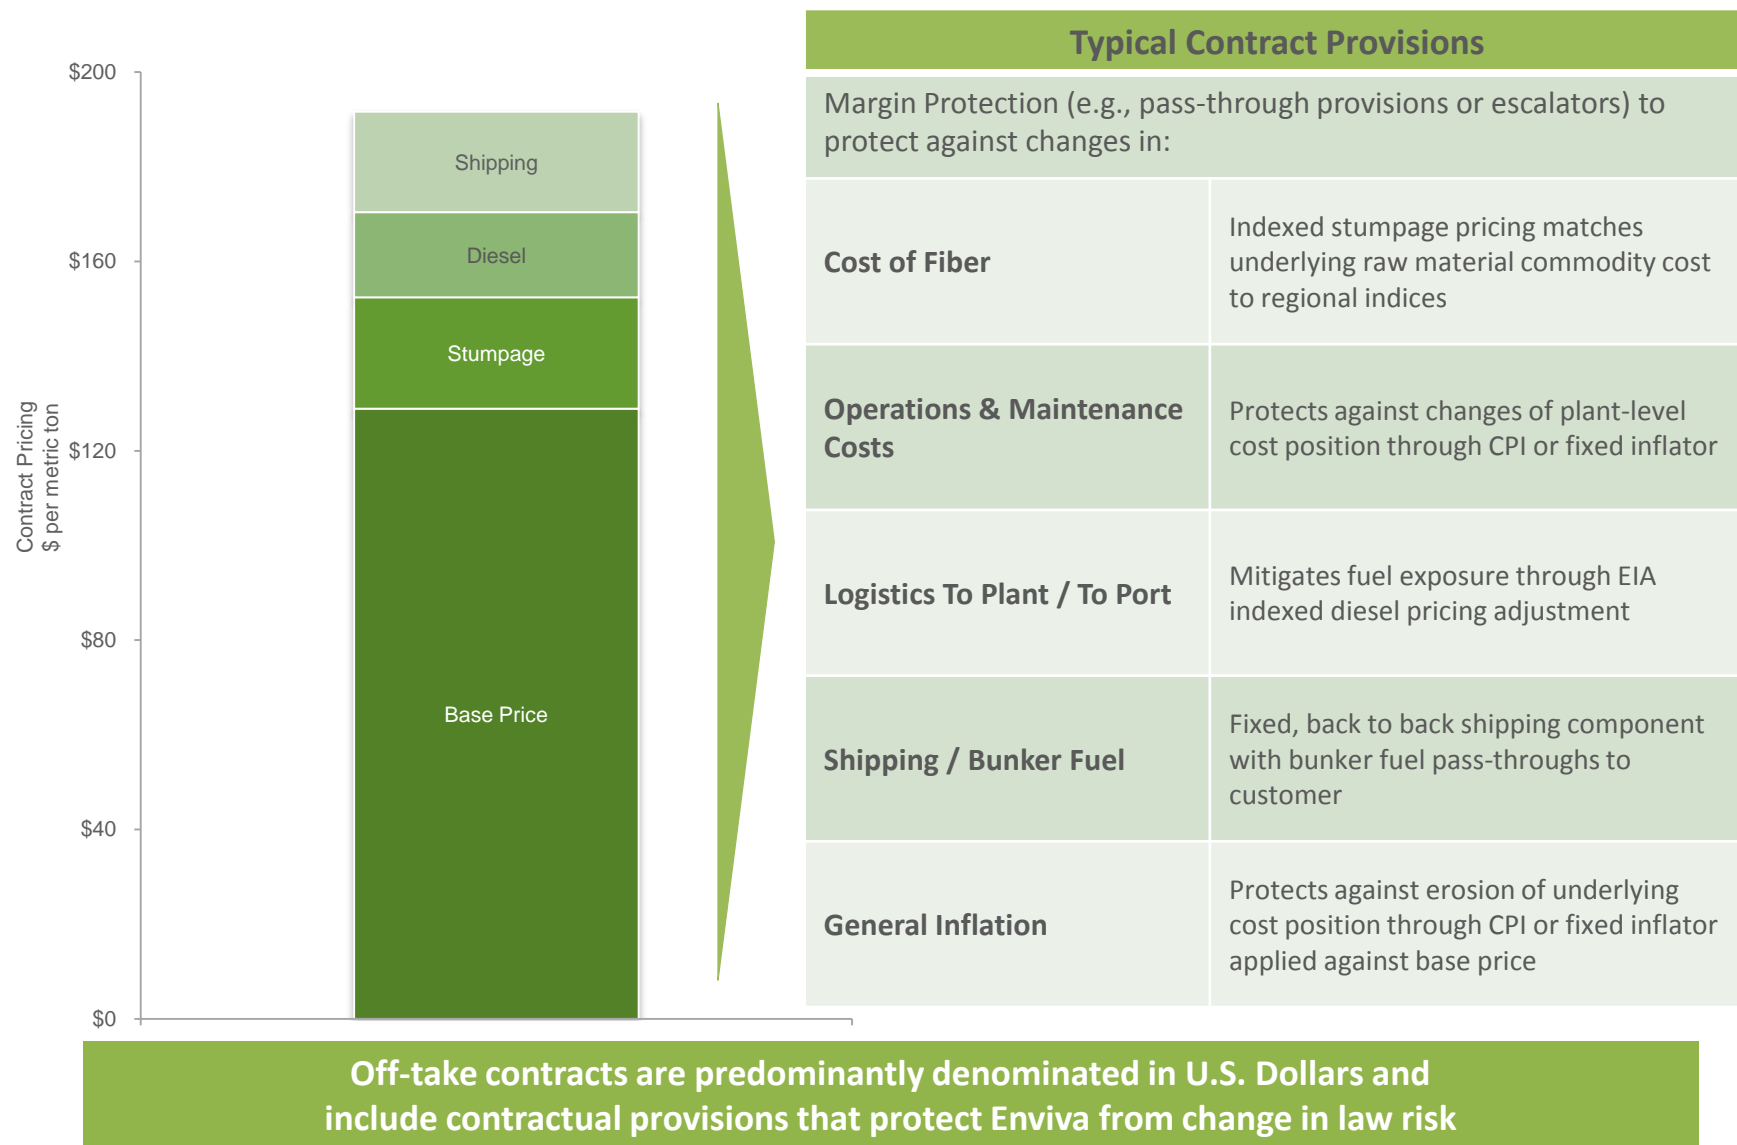 Typical Contract Provisions
$200
$160
$120
$80
$40
$0
Contract Pricing
$ per metric ton
Shipping
Diesel
Stumpage
Base Price
Margin Protection (e.g., pass-through provisions or escalators) to
protect against changes in:
Cost of Fiber
Indexed stumpage pricing matches
underlying raw material commodity cost
to regional indices
Operations & Maintenance
Costs
Protects against changes of plant-level
cost position through CPI or fixed inflator
Logistics To Plant / To Port
Mitigates fuel exposure through EIA
indexed diesel pricing adjustment
Shipping / Bunker Fuel
Fixed, back to back shipping component
with bunker fuel pass-throughs to
customer
General Inflation
Protects against erosion of underlying
cost position through CPI or fixed inflator
applied against base price
Off-take contracts are predominantly denominated in U.S. Dollars and
include contractual provisions that protect Enviva from change in law risk